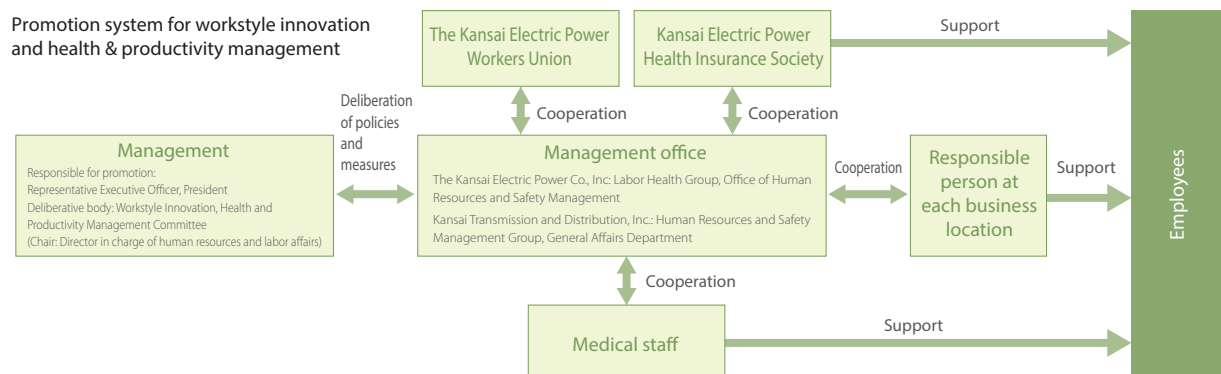 Promotion system for workstyle innovation
and health & productivity management
The Kansai Electric Power
Workers Union
Kansai Electric Power
Health Insurance Society
Support
Cooperation
Cooperation
Deliberation
of policies
and
measures
Management
Responsible for promotion:
Representative Executive Officer, President
Deliberative body: Workstyle Innovation, Health and
Productivity Management Committee
(Chair: Director in charge of human resources and labor affairs)
Management office
The Kansai Electric Power Co., Inc: Labor Health Group, Office of Human
Resources and Safety Management
Kansai Transmission and Distribution, Inc.: Human Resources and Safety
Management Group, General Affairs Department
Cooperation
Responsible
person at
each business
location
Support
Employees
Cooperation
Medical staff
Support